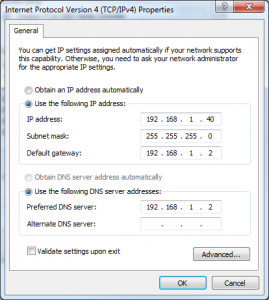 Internet Protocol Version 4 (TCP/IPv4) Properties
General
You can get IP settings assigned automatically if your network supports
this capability. Otherwise, you need to ask your network administrator
for the appropriate IP settings.
Obtain an IP address automatically
Use the following IP address:
IP address: 192 . 168 . 1 . 40
Subnet mask: 255 . 255 . 255 . 0
Default gateway: 192 . 168 . 1 . 2
Obtain DNS server address automatically
Use the following DNS server addresses:
Preferred DNS server: 192 . 168 . 1 . 2
Alternate DNS server: . . .
Validate settings upon exit
Advanced...
OK Cancel